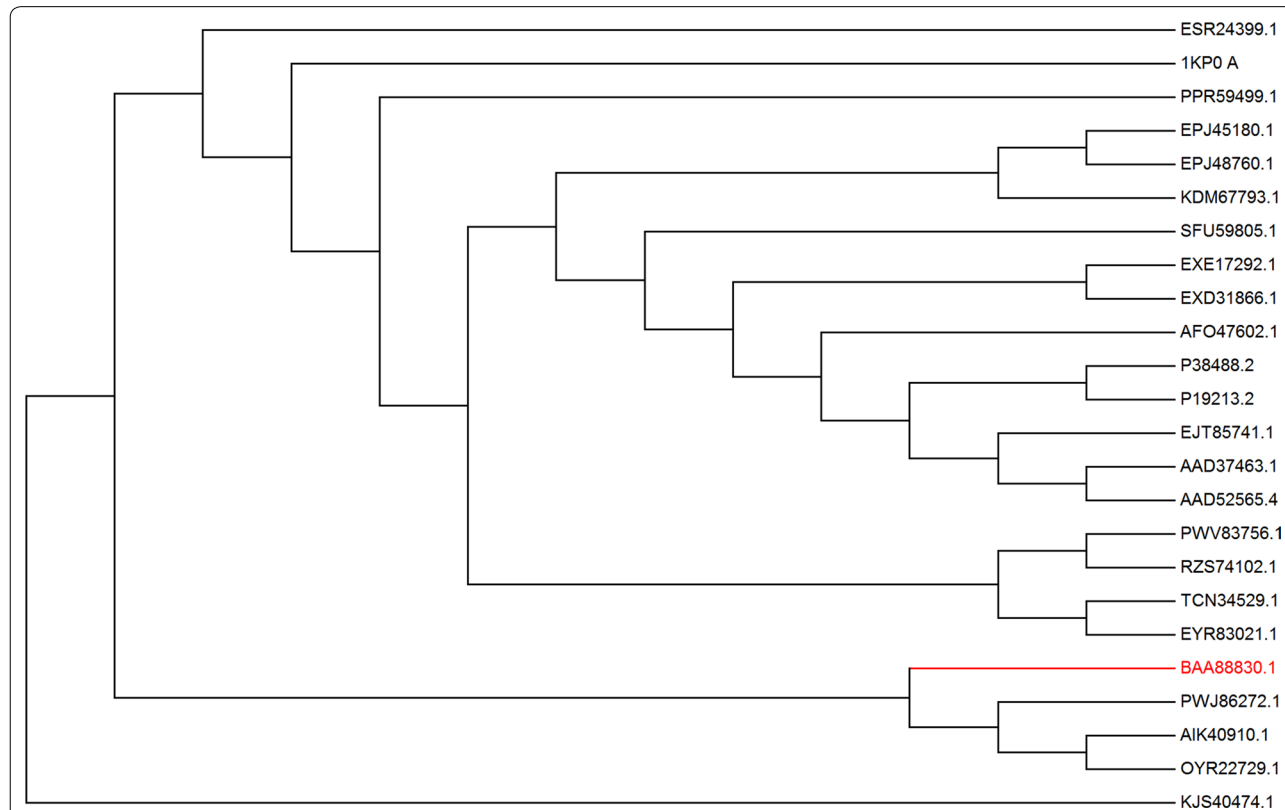 ESR24399.1
1KP0 A
PPR59499.1
EPJ45180.1
EPJ48760.1
KDM67793.1
SFU59805.1
EXE17292.1
EXD31866.1
AFO47602.1
P38488.2
P19213.2
EJT85741.1
AAD37463.1
AAD52565.4
PWV83756.1
RZS74102.1
TCN34529.1
EYR83021.1
BAA88830.1
PWJ86272.1
AIK40910.1
OYR22729.1
KJS40474.1